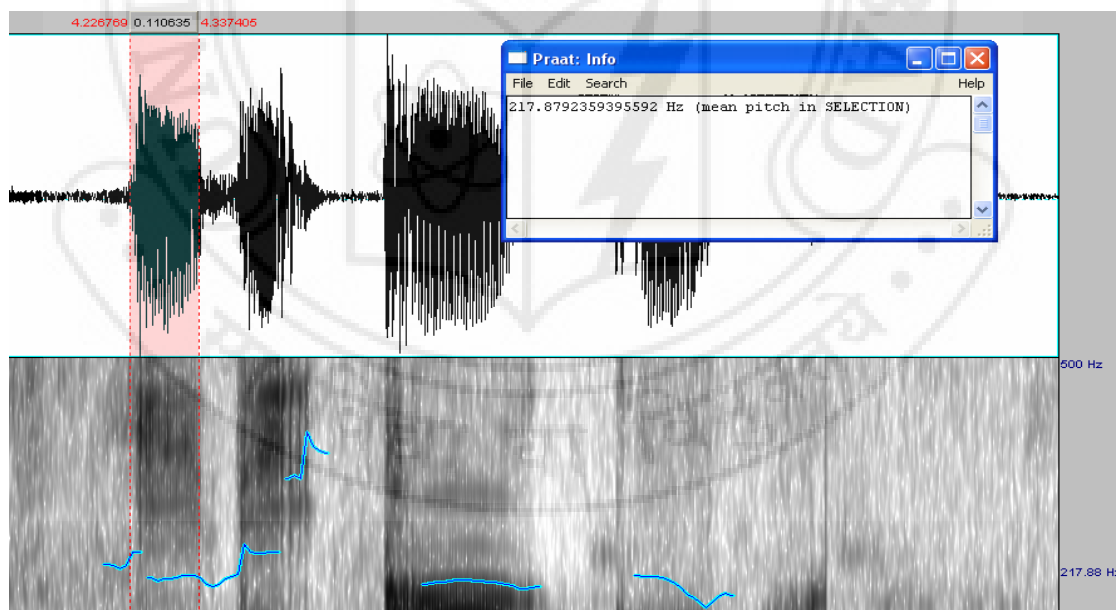 4.226769 0.110635 4.337405
Praat: Info
File Edit Search Help
217.8792359395592 Hz (mean pitch in SELECTION)
500 Hz
217.88 H